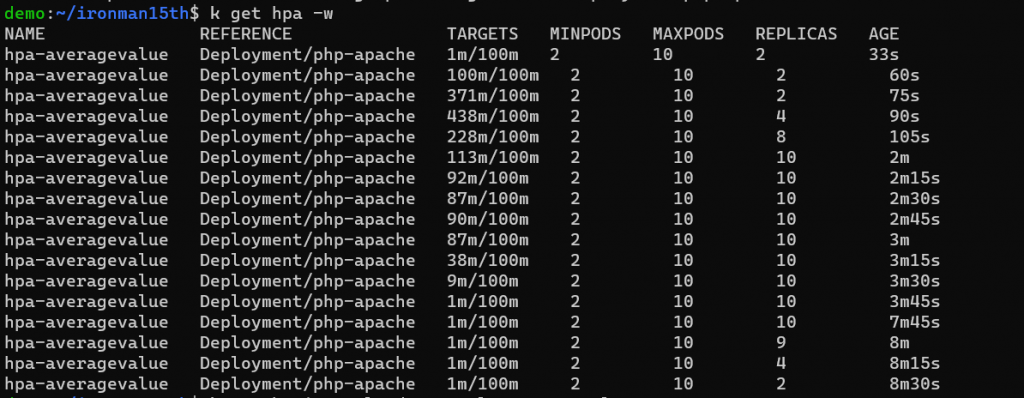 demo:~/ironman15th$ k get hpa -w
NAME REFERENCE TARGETS MINPODS MAXPODS REPLICAS AGE
hpa-averagevalue Deployment/php-apache 1m/100m 2 10 2 33s
hpa-averagevalue Deployment/php-apache 100m/100m 2 10 2 60s
hpa-averagevalue Deployment/php-apache 371m/100m 2 10 2 75s
hpa-averagevalue Deployment/php-apache 438m/100m 2 10 4 90s
hpa-averagevalue Deployment/php-apache 228m/100m 2 10 8 105s
hpa-averagevalue Deployment/php-apache 113m/100m 2 10 10 2m
hpa-averagevalue Deployment/php-apache 92m/100m 2 10 10 2m15s
hpa-averagevalue Deployment/php-apache 87m/100m 2 10 10 2m30s
hpa-averagevalue Deployment/php-apache 90m/100m 2 10 10 2m45s
hpa-averagevalue Deployment/php-apache 87m/100m 2 10 10 3m
hpa-averagevalue Deployment/php-apache 38m/100m 2 10 10 3m15s
hpa-averagevalue Deployment/php-apache 9m/100m 2 10 10 3m30s
hpa-averagevalue Deployment/php-apache 1m/100m 2 10 10 3m45s
hpa-averagevalue Deployment/php-apache 1m/100m 2 10 10 7m45s
hpa-averagevalue Deployment/php-apache 1m/100m 2 10 9 8m
hpa-averagevalue Deployment/php-apache 1m/100m 2 10 4 8m15s
hpa-averagevalue Deployment/php-apache 1m/100m 2 10 2 8m30s